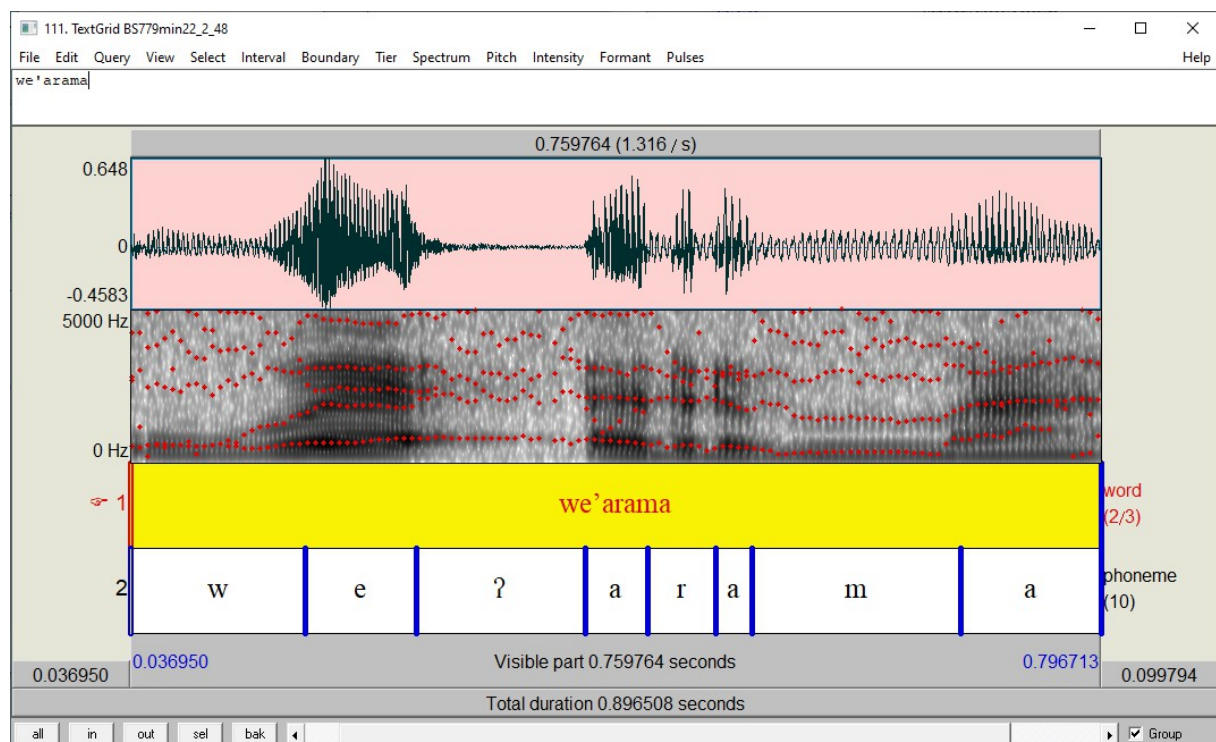 111. TextGrid BS779min22_2_48
File Edit Query View Select Interval Boundary Tier Spectrum Pitch Intensity Formant Pulses Help
we'arama
0.759764 (1.316 / s)
0.648
0
-0.4583
5000 Hz
0 Hz
☞ 1 we’arama word
(2/3)
2 w e ʔ a r a m a phoneme
(10)
0.036950 Visible part 0.759764 seconds 0.796713
0.036950 0.099794
Total duration 0.896508 seconds
all in out sel bak Group